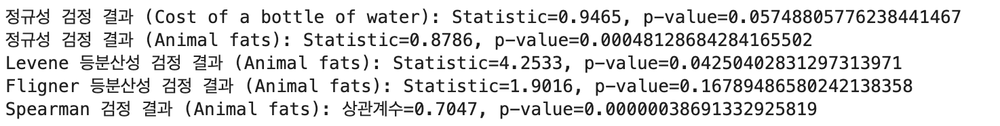 정규성 검정 결과 (Cost of a bottle of water): Statistic=0.9465, p-value=0.05748805776238441467
정규성 검정 결과 (Animal fats): Statistic=0.8786, p-value=0.00048128684284165502
Levene 등분산성 검정 결과 (Animal fats): Statistic=4.2533, p-value=0.04250402831297313971
Fligner 등분산성 검정 결과 (Animal fats): Statistic=1.9016, p-value=0.16789486580242138358
Spearman 검정 결과 (Animal fats): 상관계수=0.7047, p-value=0.00000038691332925819